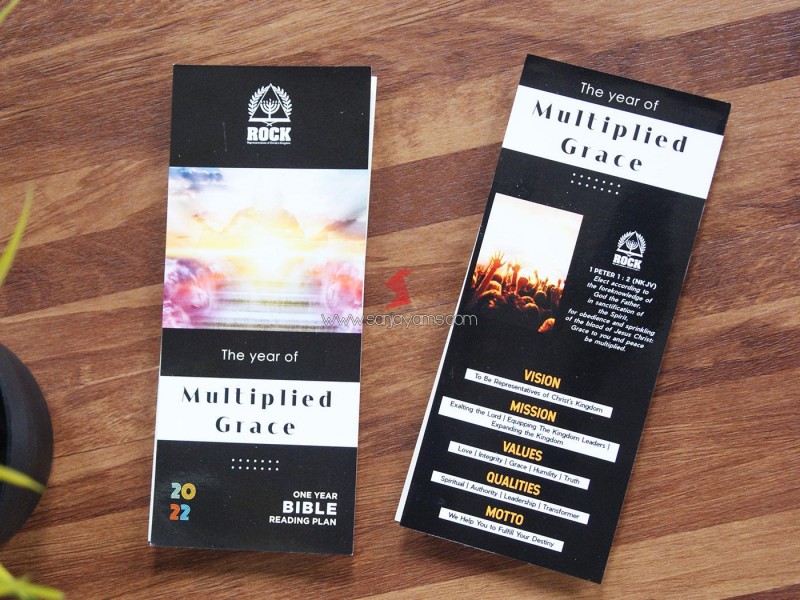 ROCK
Representatives of Christ's Kingdom
The year of
Multiplied
Grace
20
22
ONE YEAR
BIBLE
READING PLAN
www.sanjayams.com
The year of
Multiplied
Grace
ROCK
1 PETER 1 : 2 (NKJV)
Elect according to
the foreknowledge of
God the Father,
in sanctification of
the Spirit,
for obedience and sprinkling
of the blood of Jesus Christ:
Grace to you and peace
be multiplied.
VISION
To Be Representatives of Christ's Kingdom
MISSION
Exalting the Lord | Equipping The Kingdom Leaders |
Expanding the Kingdom
VALUES
Love | Integrity | Grace | Humility | Truth
QUALITIES
Spiritual | Authority | Leadership | Transformer
MOTTO
We Help You to Fulfill Your Destiny